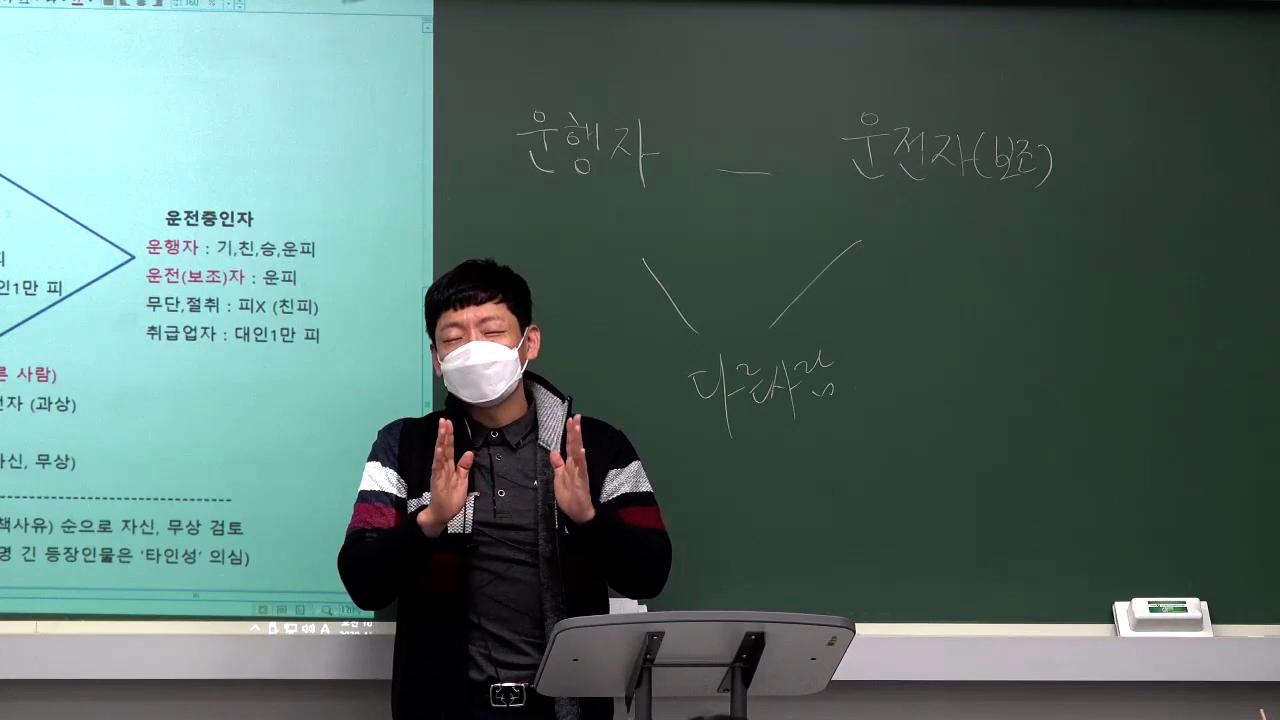 160 %
운전중인자
운행자 : 기,친,승,운피
운전(보조)자 : 운피
무단,절취 : 피X (친피)
취급업자 : 대인1만 피
인1만 피
른 사람)
전자 (과상)
자신, 무상)
책사유) 순으로 자신, 무상 검토
명 긴 등장인물은 '타인성' 의심)
운행자 — 운전자(보조)
다른사람